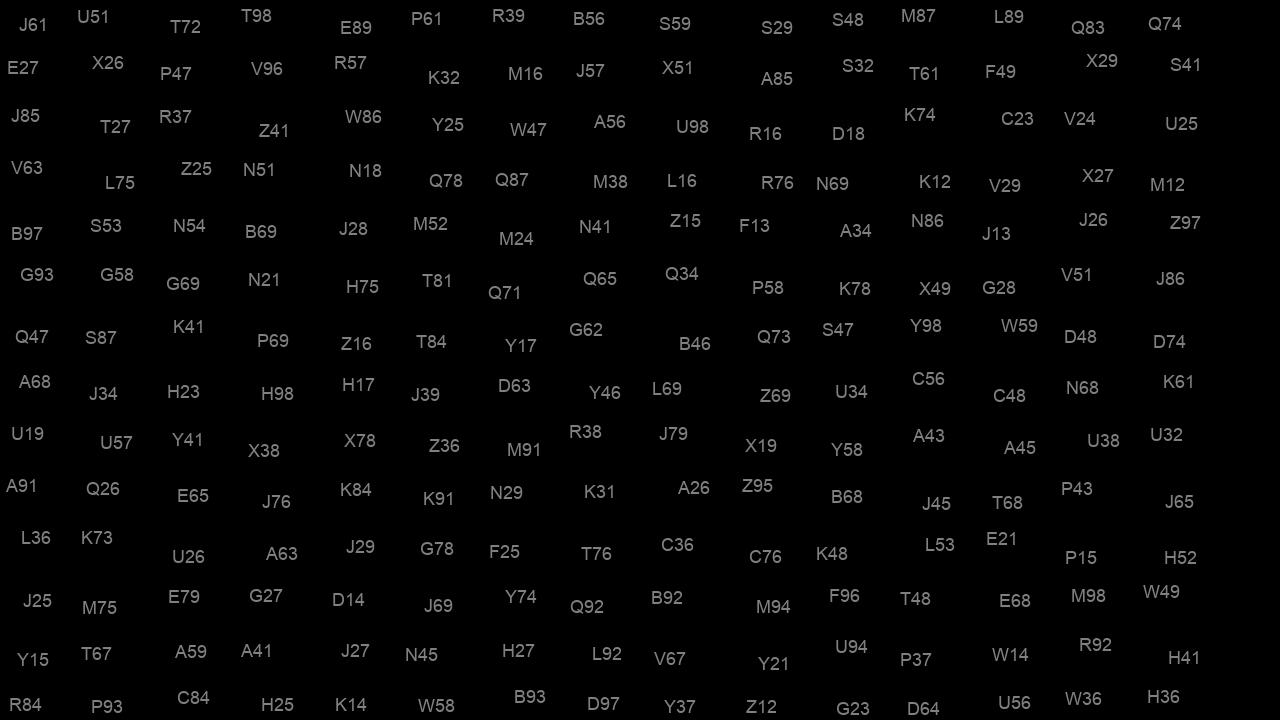 J61 U51 T72 T98 E89 P61 R39 B56 S59 S29 S48 M87 L89 Q83 Q74
E27 X26 P47 V96 R57 K32 M16 J57 X51 A85 S32 T61 F49 X29 S41
J85 T27 R37 Z41 W86 Y25 W47 A56 U98 R16 D18 K74 C23 V24 U25
V63 L75 Z25 N51 N18 Q78 Q87 M38 L16 R76 N69 K12 V29 X27 M12
B97 S53 N54 B69 J28 M52 M24 N41 Z15 F13 A34 N86 J13 J26 Z97
G93 G58 G69 N21 H75 T81 Q71 Q65 Q34 P58 K78 X49 G28 V51 J86
Q47 S87 K41 P69 Z16 T84 Y17 G62 B46 Q73 S47 Y98 W59 D48 D74
A68 J34 H23 H98 H17 J39 D63 Y46 L69 Z69 U34 C56 C48 N68 K61
U19 U57 Y41 X38 X78 Z36 M91 R38 J79 X19 Y58 A43 A45 U38 U32
A91 Q26 E65 J76 K84 K91 N29 K31 A26 Z95 B68 J45 T68 P43 J65
L36 K73 U26 A63 J29 G78 F25 T76 C36 C76 K48 L53 E21 P15 H52
J25 M75 E79 G27 D14 J69 Y74 Q92 B92 M94 F96 T48 E68 M98 W49
Y15 T67 A59 A41 J27 N45 H27 L92 V67 Y21 U94 P37 W14 R92 H41
R84 P93 C84 H25 K14 W58 B93 D97 Y37 Z12 G23 D64 U56 W36 H36